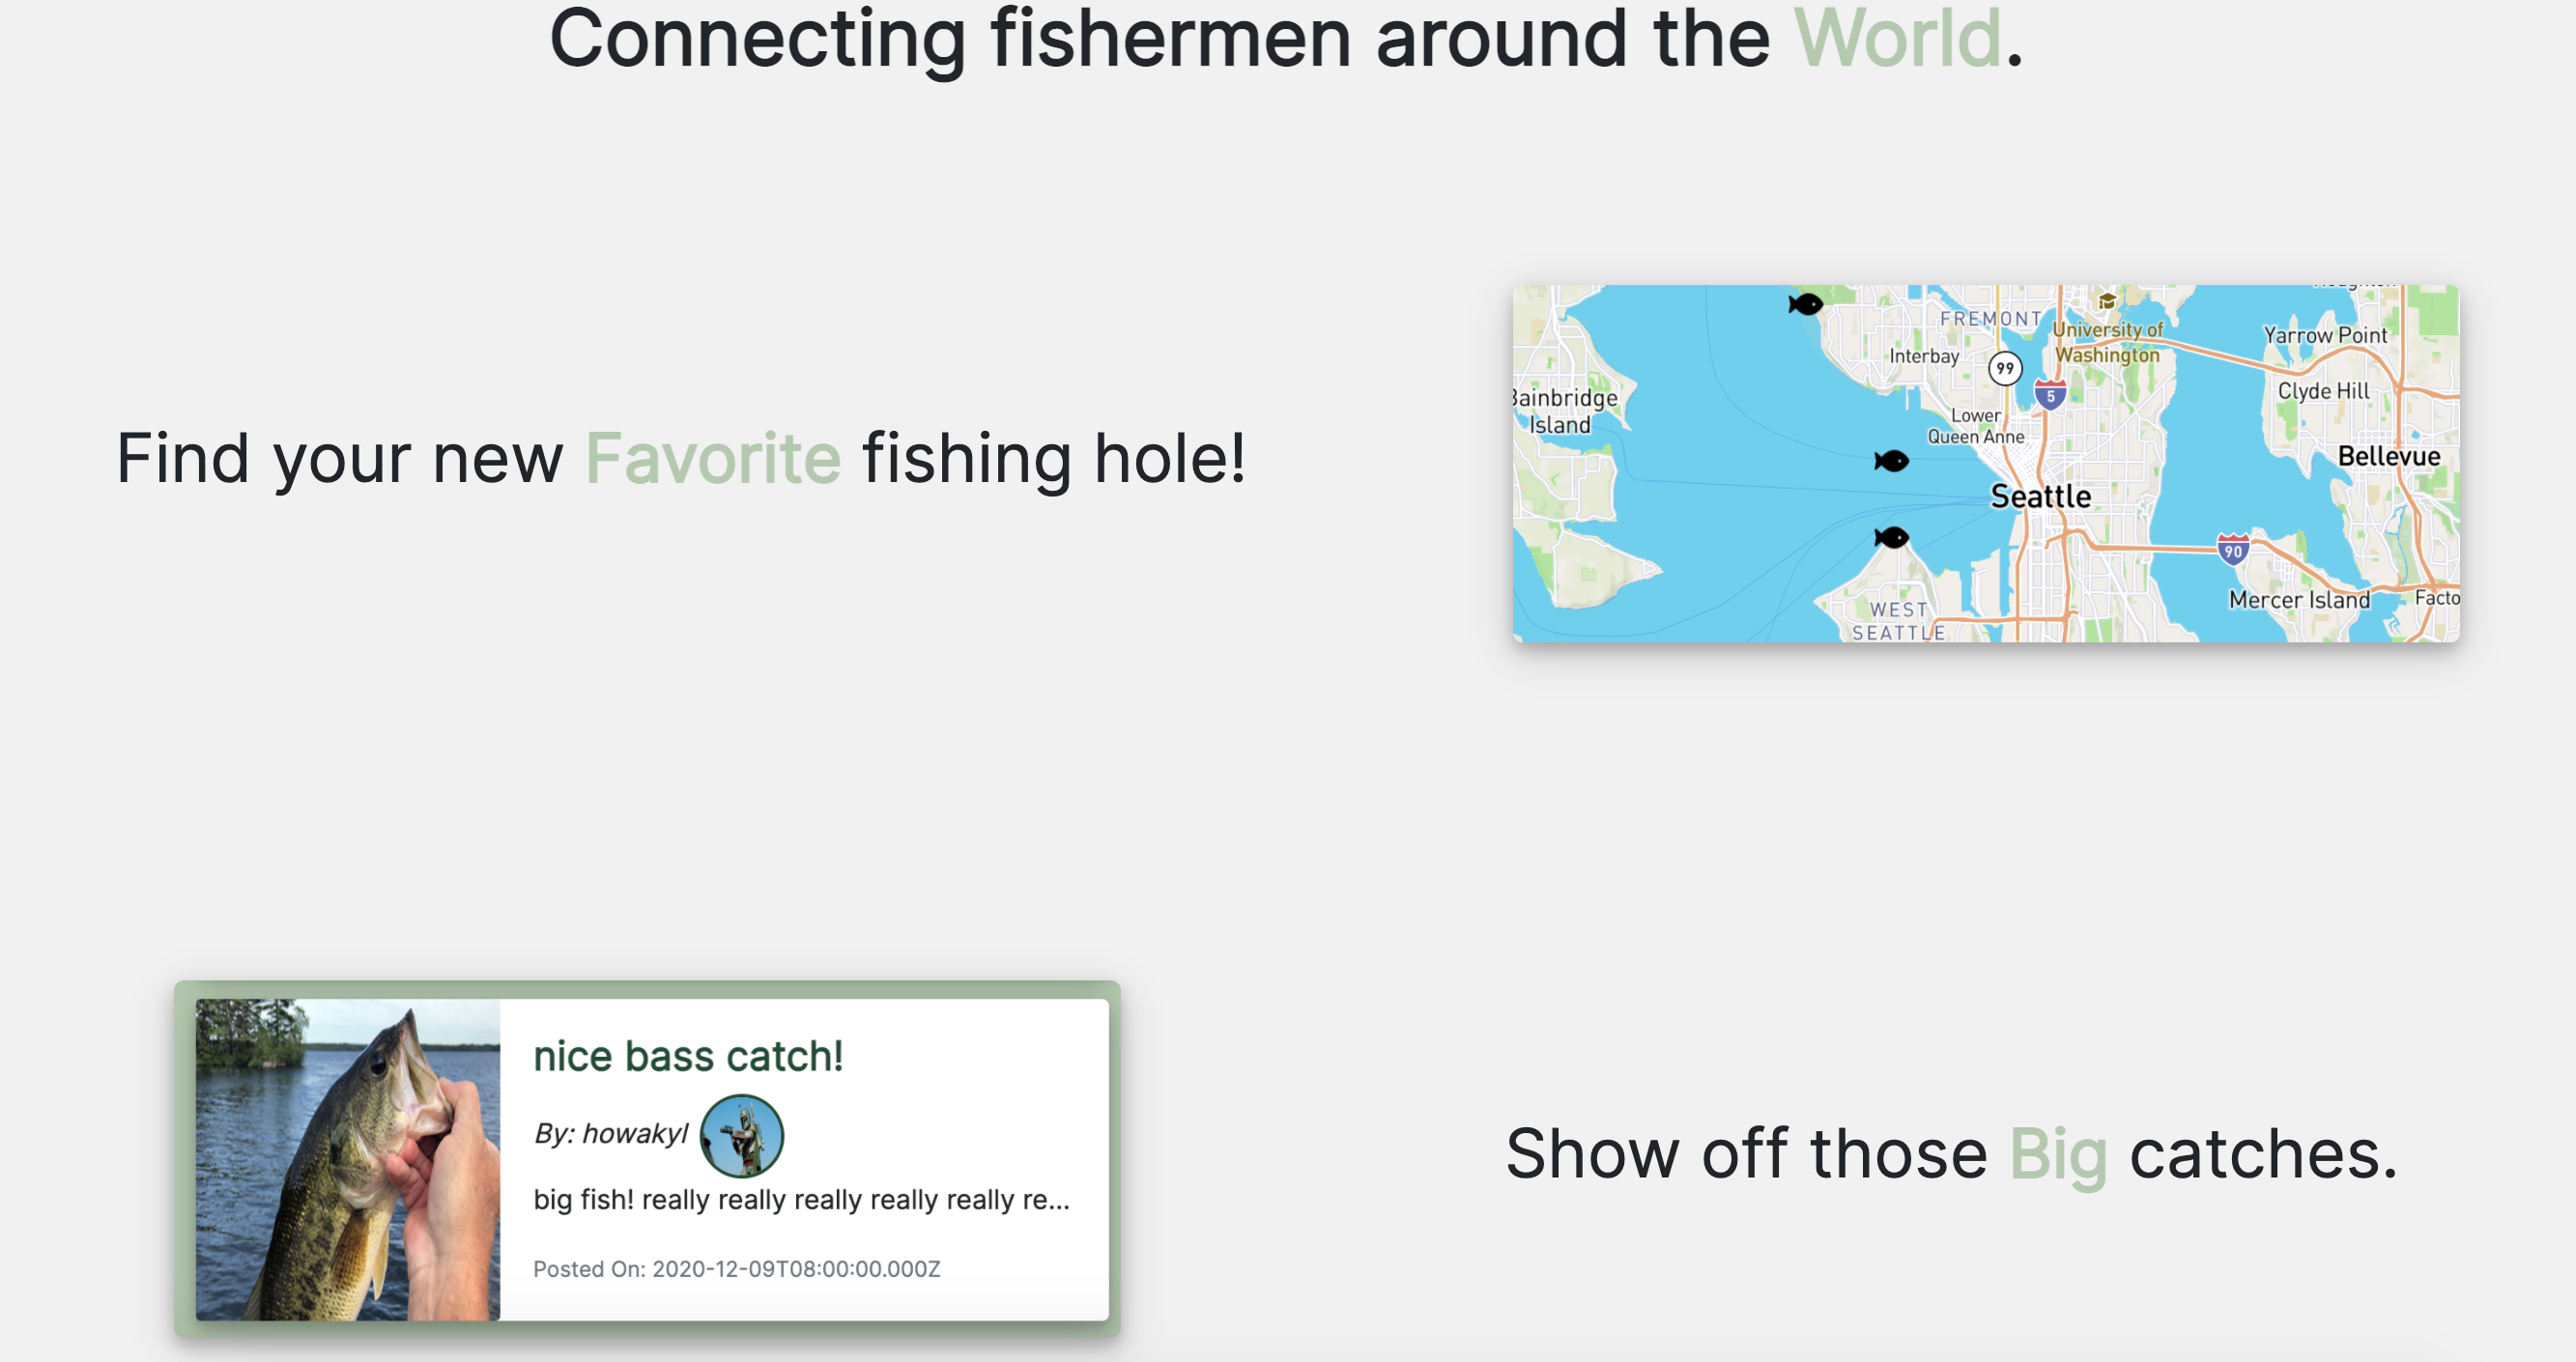 Connecting fishermen around the World.
Find your new Favorite fishing hole!
FREMONT
University of
Washington
Yarrow Point
Interbay
99
Clyde Hill
5
Bainbridge
Island
Lower
Queen Anne
Bellevue
Seattle
90
Mercer Island
Facto
WEST
SEATTLE
nice bass catch!
By: howakyl
big fish! really really really really really re...
Posted On: 2020-12-09T08:00:00.000Z
Show off those Big catches.